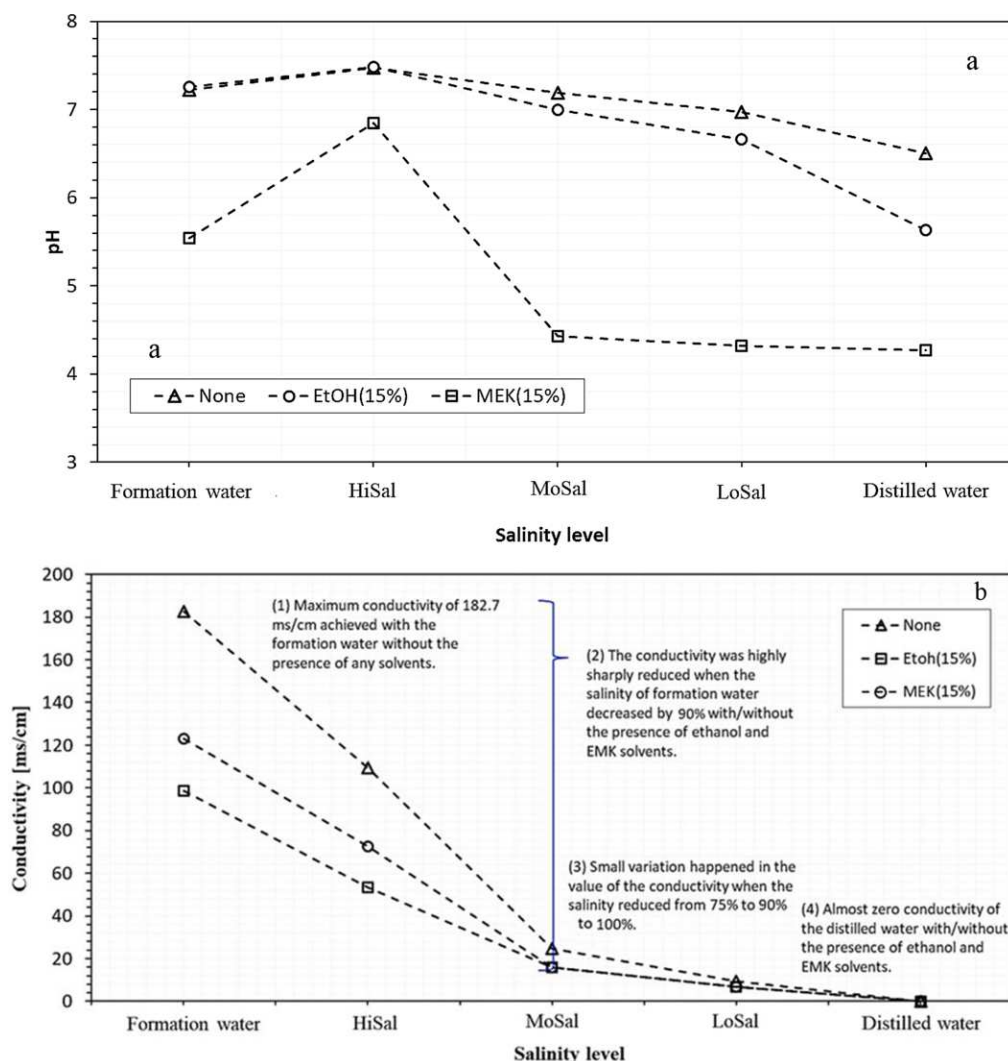 8
a
7
6
pH
5
4
a
None EtOH(15%) MEK(15%)
3
Formation water HiSal MoSal LoSal Distilled water
Salinity level
200
b
180
(1) Maximum conductivity of 182.7
ms/cm achieved with the
formation water without the
presence of any solvents.
None
Etoh(15%)
MEK(15%)
160
(2) The conductivity was highly
sharply reduced when the
salinity of formation water
decreased by 90% with/without
the presence of ethanol and
EMK solvents.
140
120
100
Conductivity [ms/cm]
80
60
(3) Small variation happened in the
value of the conductivity when the
salinity reduced from 75% to 90%
to 100%.
40
(4) Almost zero conductivity of
the distilled water with/without
the presence of ethanol and
EMK solvents.
20
0
Formation water HiSal MoSal LoSal Distilled water
Salinity level